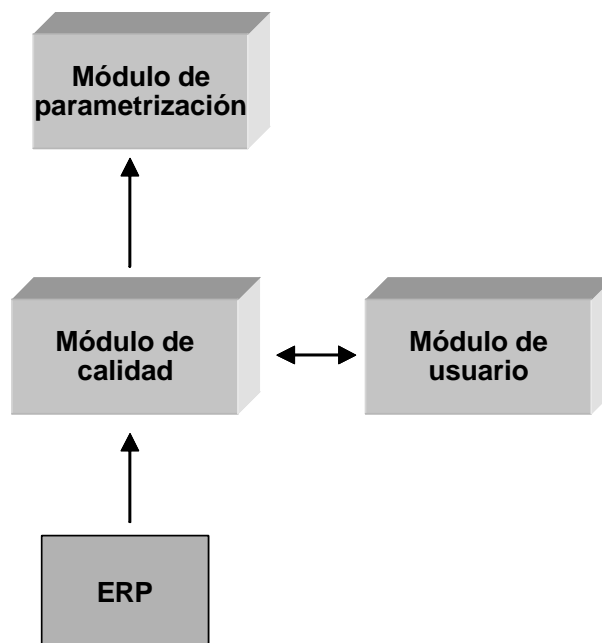 Módulo de
parametrización
Módulo de
calidad
Módulo de
usuario
ERP